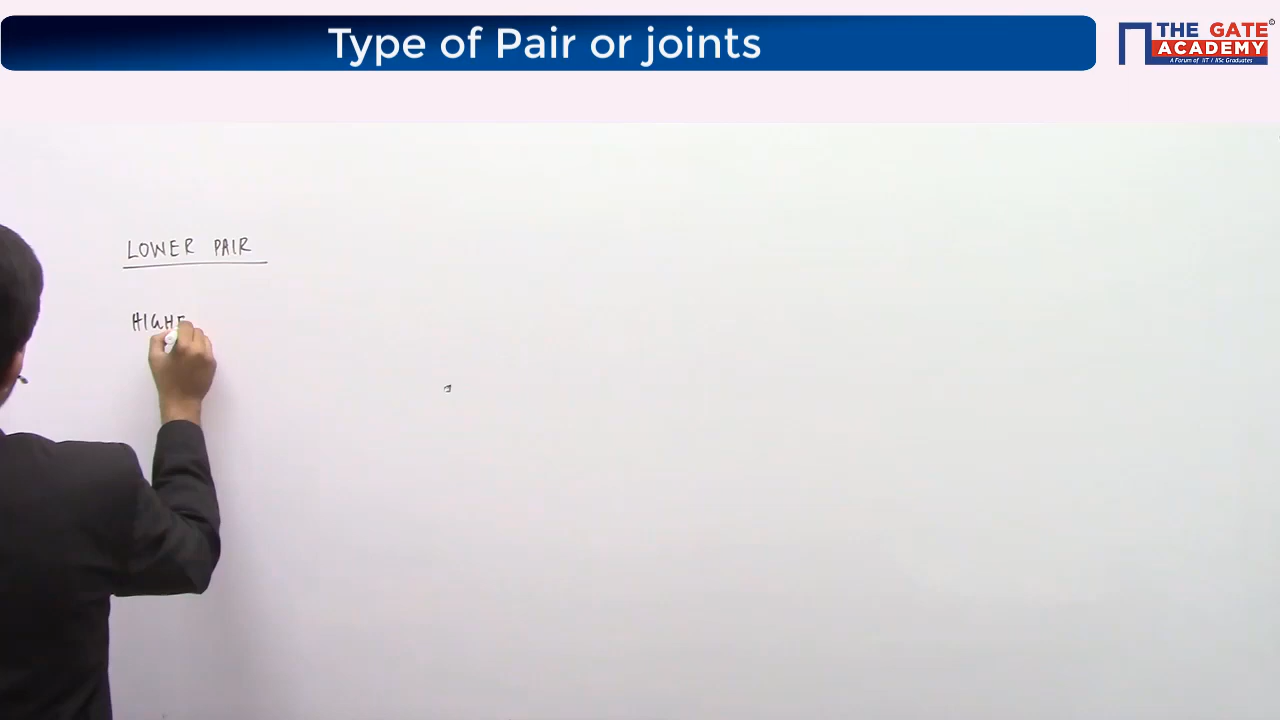 Type of Pair or joints
THE GATE
ACADEMY
A Forum of IIT / IISc Graduates
LOWER PAIR
HIGHE